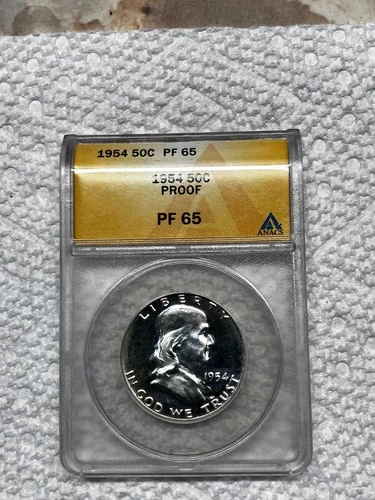 1954 50C PF 65
1954 50C
PROOF
PF 65
ANACS
LIBERTY
1954
IN GOD WE TRUST